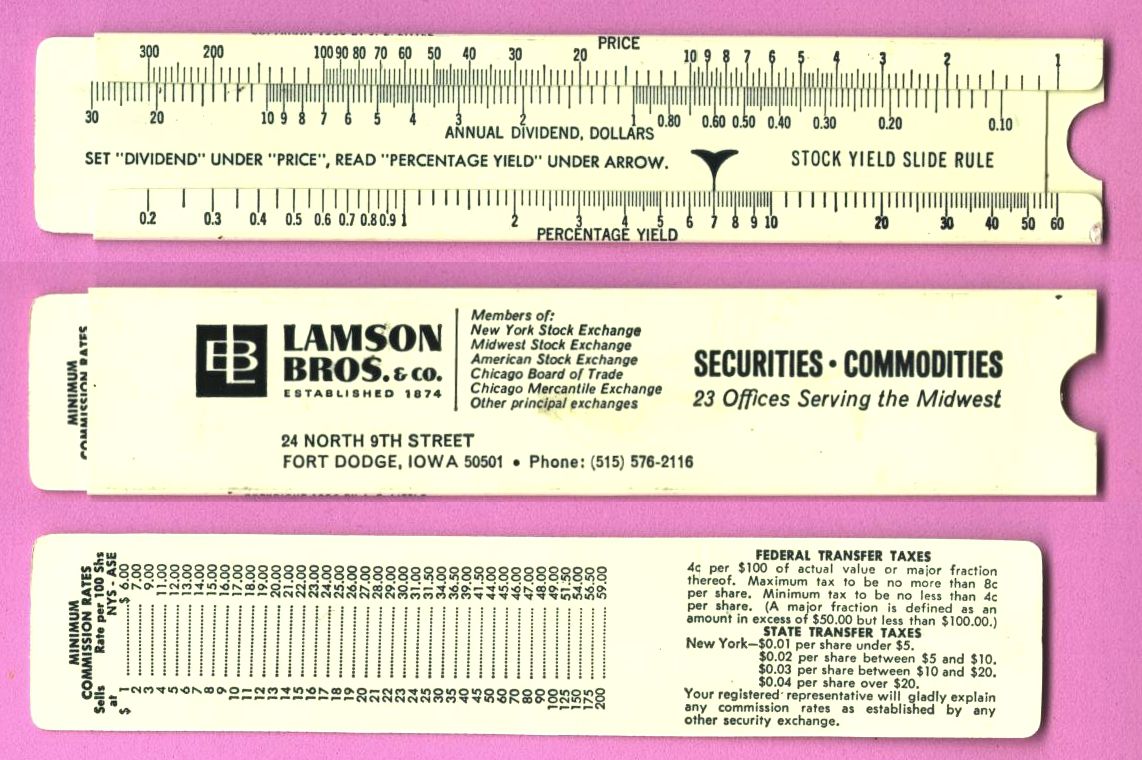 PRICE
300 200 100 90 80 70 60 50 40 30 20 10 9 8 7 6 5 4 3 2 1
30 20 10 9 8 7 6 5 4 3 2 1 0.80 0.60 0.50 0.40 0.30 0.20 0.10
ANNUAL DIVIDEND, DOLLARS
SET "DIVIDEND" UNDER "PRICE", READ "PERCENTAGE YIELD" UNDER ARROW.
STOCK YIELD SLIDE RULE
0.2 0.3 0.4 0.5 0.6 0.7 0.8 0.9 1 2 3 4 5 6 7 8 9 10 20 30 40 50 60
PERCENTAGE YIELD
MINIMUM
COMMISSION RATES
LAMSON
BROS. & CO.
ESTABLISHED 1874
Members of:
New York Stock Exchange
Midwest Stock Exchange
American Stock Exchange
Chicago Board of Trade
Chicago Mercantile Exchange
Other principal exchanges
SECURITIES • COMMODITIES
23 Offices Serving the Midwest
24 NORTH 9TH STREET
FORT DODGE, IOWA 50501 • Phone: (515) 576-2116
MINIMUM
COMMISSION RATES
Sells Rate per 100 Shs
at NYS - ASE
$ 1 $ 6.00
2 7.00
3 9.00
4 11.00
5 12.00
6 13.00
7 14.00
8 15.00
9 16.00
10 17.00
11 18.00
12 19.00
13 20.00
14 21.00
15 22.00
16 23.00
17 24.00
18 25.00
19 26.00
20 27.00
21 28.00
22 29.00
23 30.00
24 31.00
25 31.50
30 34.00
35 36.50
40 39.00
45 41.50
50 44.00
60 45.00
70 46.00
80 47.00
90 48.00
100 49.00
125 51.50
150 54.00
175 56.50
200 59.00
FEDERAL TRANSFER TAXES
4c per $100 of actual value or major fraction
thereof. Maximum tax to be no more than 8c
per share. Minimum tax to be no less than 4c
per share. (A major fraction is defined as an
amount in excess of $50.00 but less than $100.00.)
STATE TRANSFER TAXES
New York—$0.01 per share under $5.
$0.02 per share between $5 and $10.
$0.03 per share between $10 and $20.
$0.04 per share over $20.
Your registered representative will gladly explain
any commission rates as established by any
other security exchange.